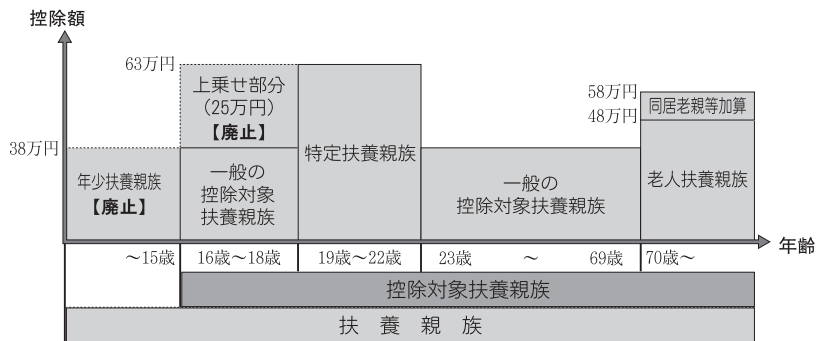 控除額
63万円
上乗せ部分
（25万円）
【廃止】
58万円
同居老親等加算
48万円
38万円
年少扶養親族
【廃止】
一般の
控除対象
扶養親族
特定扶養親族
一般の
控除対象扶養親族
老人扶養親族
年齢
～15歳
16歳～18歳
19歳～22歳
23歳　～　69歳
70歳～
控除対象扶養親族
扶　養　親　族